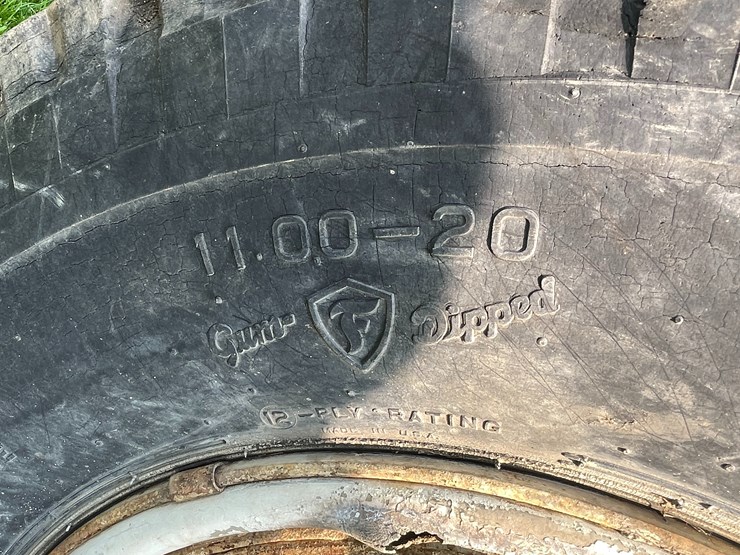 11.00-20
Gum- F Dipped
12-PLY-RATING
MADE IN U.S.A.